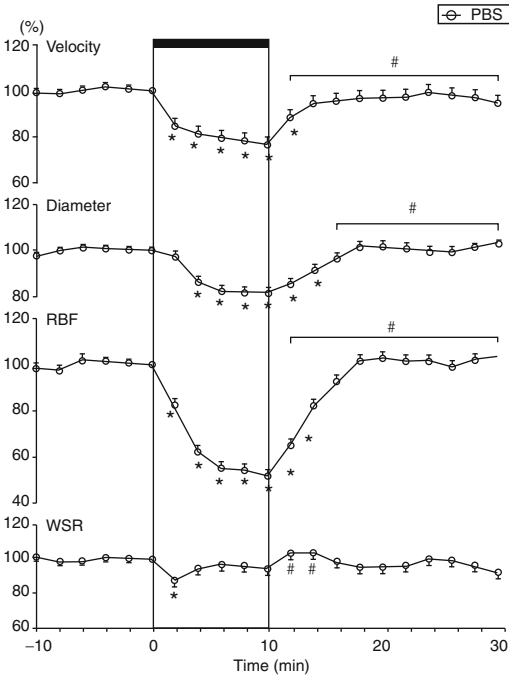 (%)
PBS
120
Velocity
#
100
80
* * * * * *
60
120
Diameter
#
100
80
* * * * * *
RBF
120
#
100
80
*
*
60
* * * * *
*
40
WSR
120
100
# #
80
*
60
−10 0 10 20 30
Time (min)